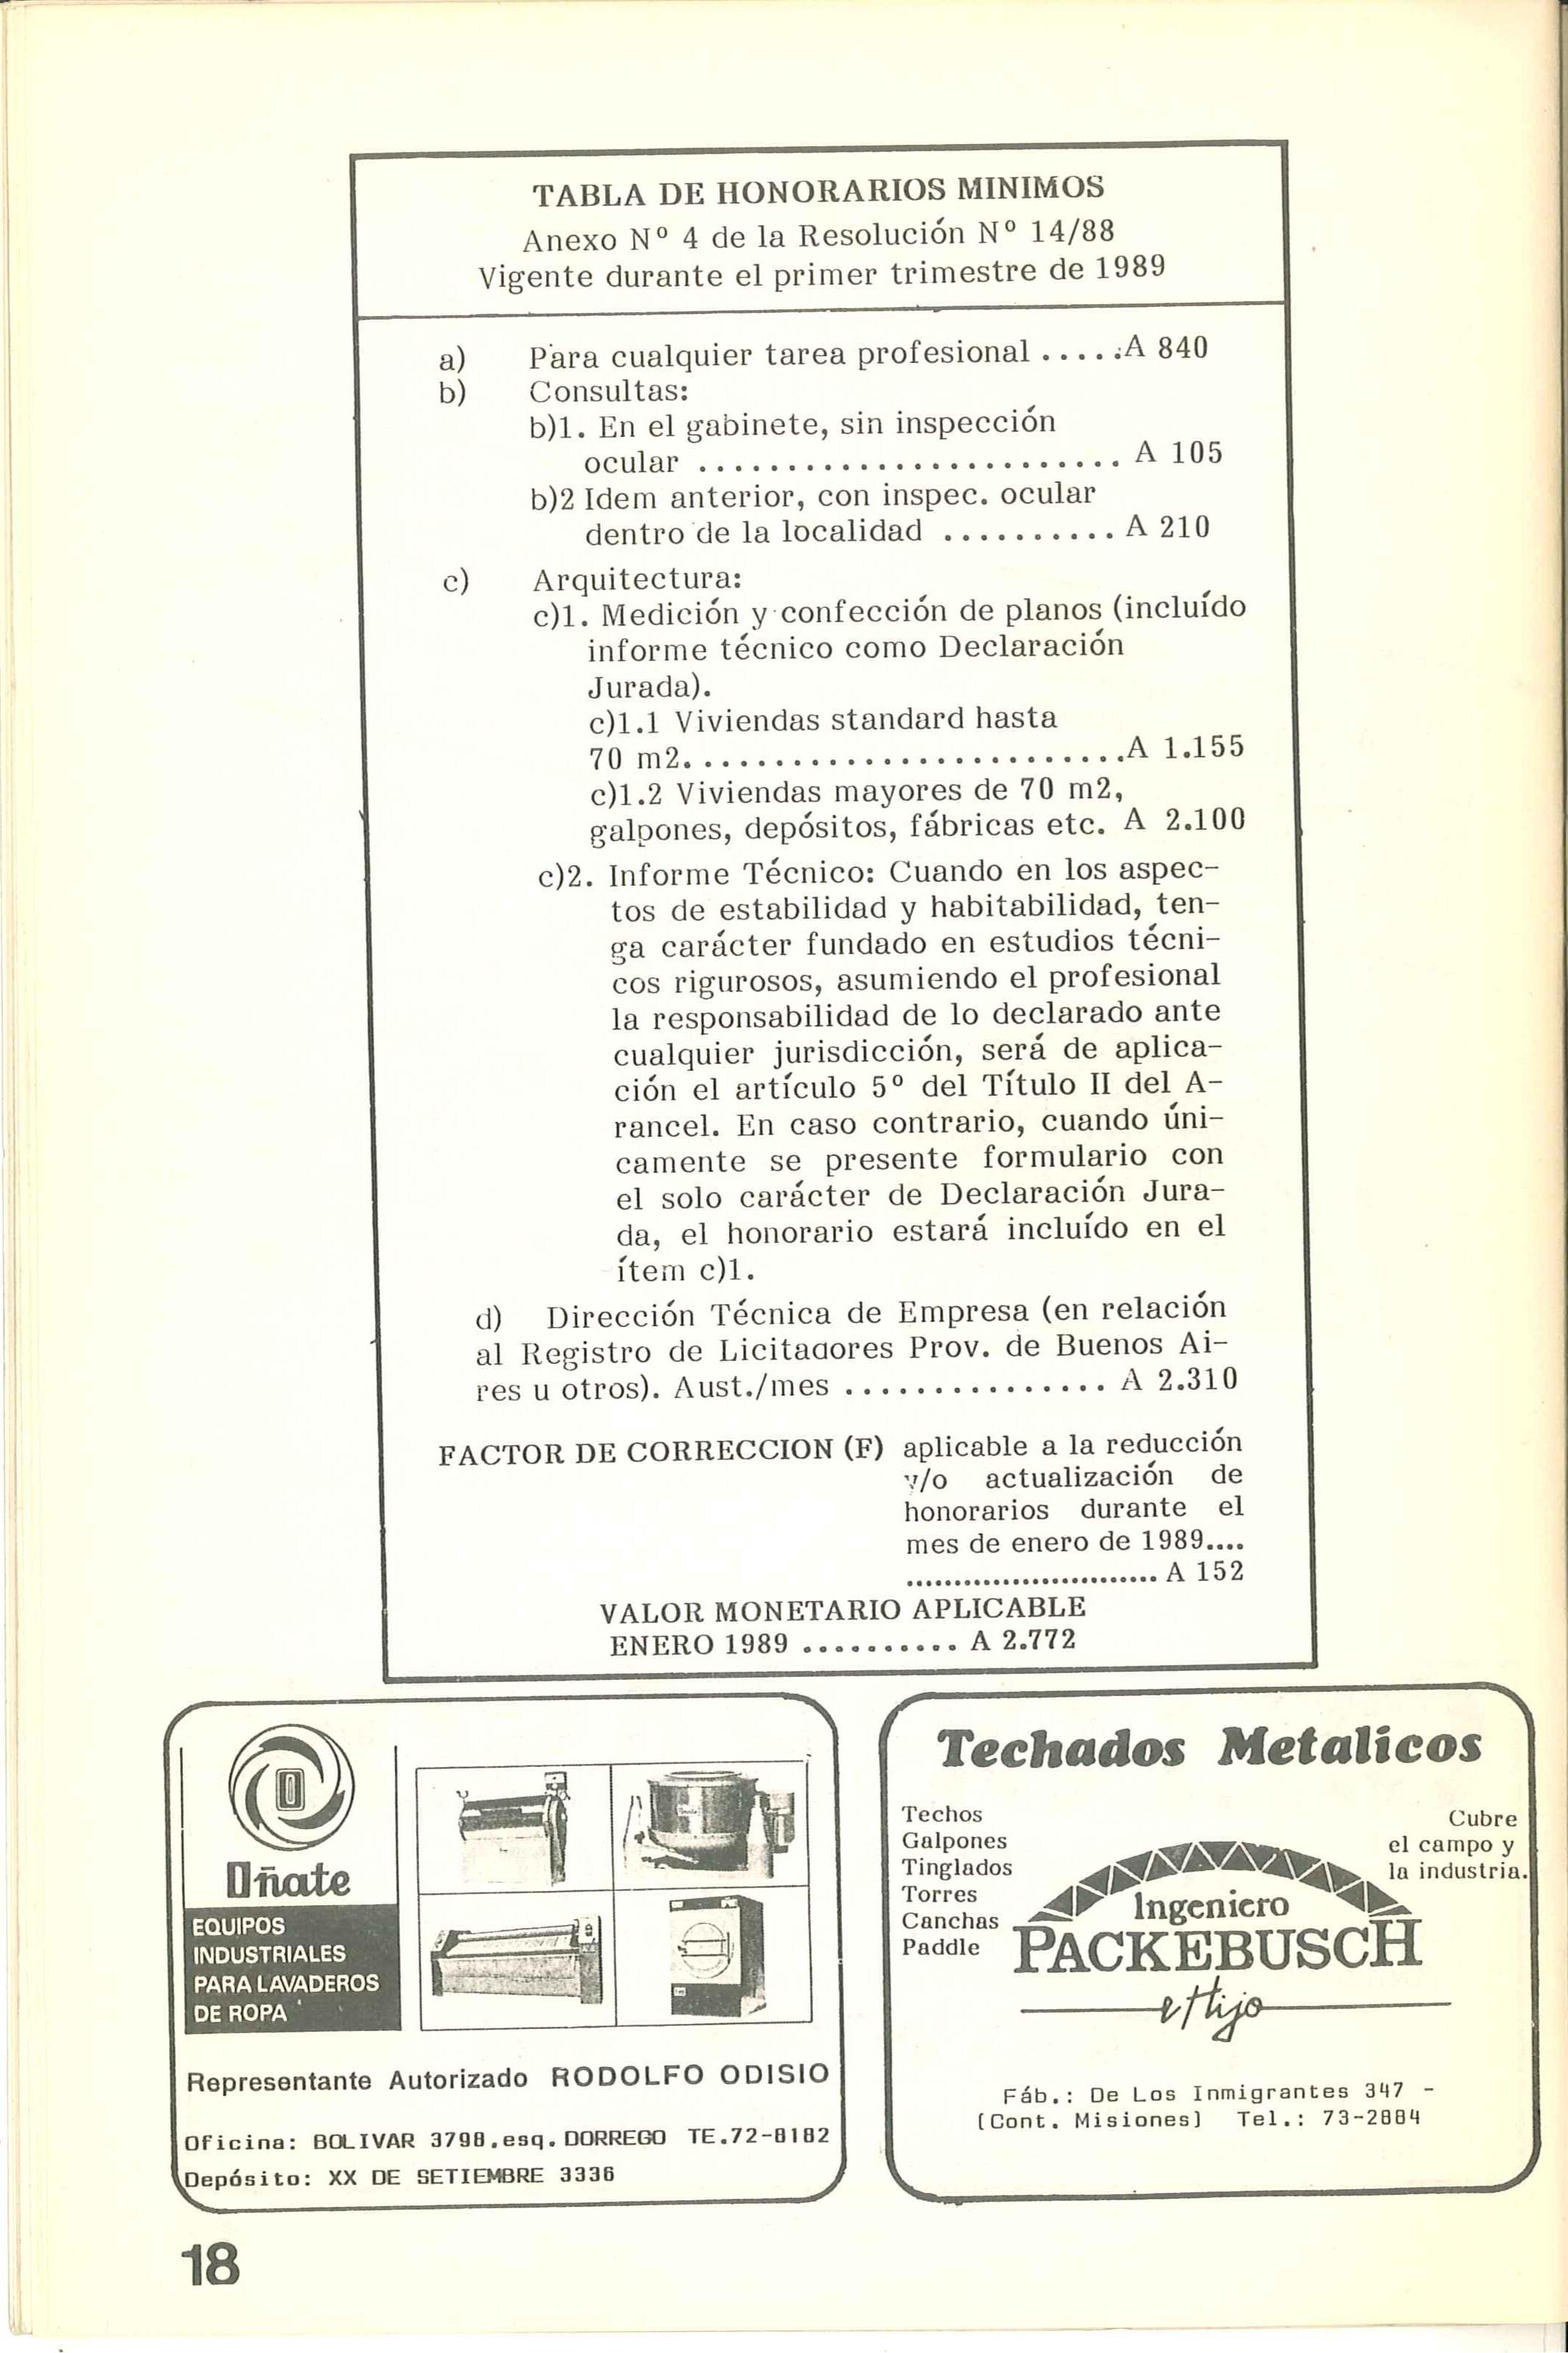 TABLA DE HONORARIOS MINIMOS
Anexo Nº 4 de la Resolución Nº 14/88
Vigente durante el primer trimestre de 1989
a) Para cualquier tarea profesional .....A 840
b) Consultas:
b)1. En el gabinete, sin inspección
ocular ........................ A 105
b)2 Idem anterior, con inspec. ocular
dentro de la localidad .......... A 210
c) Arquitectura:
c)1. Medición y confección de planos (incluído
informe técnico como Declaración
Jurada).
c)1.1 Viviendas standard hasta
70 m2.........................A 1.155
c)1.2 Viviendas mayores de 70 m2,
galpones, depósitos, fábricas etc. A 2.100
c)2. Informe Técnico: Cuando en los aspec-
tos de estabilidad y habitabilidad, ten-
ga carácter fundado en estudios técni-
cos rigurosos, asumiendo el profesional
la responsabilidad de lo declarado ante
cualquier jurisdicción, será de aplica-
ción el artículo 5º del Título II del A-
rancel. En caso contrario, cuando úni-
camente se presente formulario con
el solo carácter de Declaración Jura-
da, el honorario estará incluído en el
ítem c)1.
d) Dirección Técnica de Empresa (en relación
al Registro de Licitadores Prov. de Buenos Ai-
res u otros). Aust./mes ............... A 2.310
FACTOR DE CORRECCION (F) aplicable a la reducción
y/o actualización de
honorarios durante el
mes de enero de 1989....
.......................... A 152
VALOR MONETARIO APLICABLE
ENERO 1989 .......... A 2.772
Oñate
EQUIPOS
INDUSTRIALES
PARA LAVADEROS
DE ROPA
Representante Autorizado RODOLFO ODISIO
Oficina: BOLIVAR 3798.esq.DORREGO TE.72-8182
Depósito: XX DE SETIEMBRE 3336
Techados Metalicos
Techos
Galpones
Tinglados
Torres
Canchas
Paddle
Cubre
el campo y
la industria.
Ingeniero
PACKEBUSCH
e Hijo
Fáb.: De Los Inmigrantes 347 -
(Cont. Misiones) Tel.: 73-2884
18